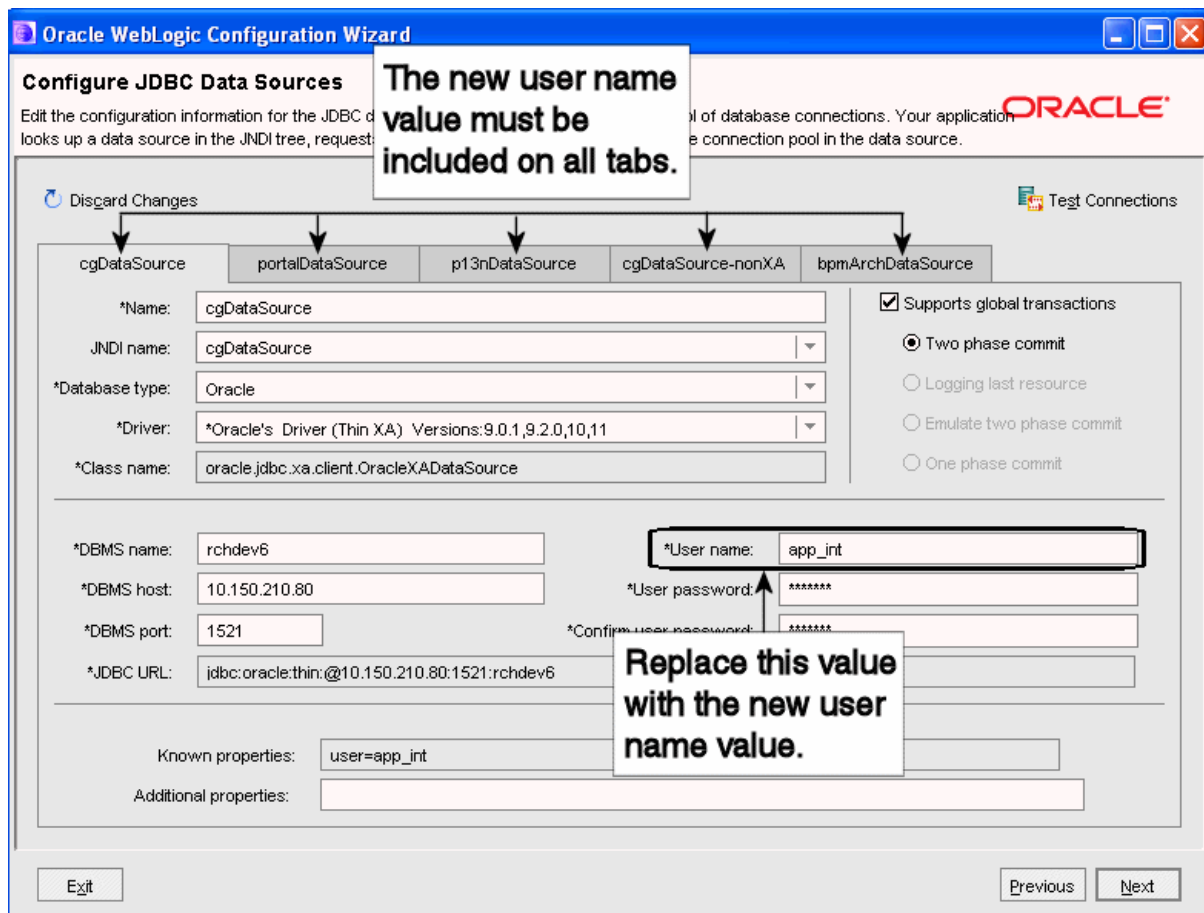 Oracle WebLogic Configuration Wizard
Configure JDBC Data Sources
The new user name
value must be
included on all tabs.
Edit the configuration information for the JDBC d l of database connections. Your application
looks up a data source in the JNDI tree, request e connection pool in the data source.
ORACLE
Discard Changes
Test Connections
cgDataSource portalDataSource p13nDataSource cgDataSource-nonXA bpmArchDataSource
*Name: cgDataSource
JNDI name: cgDataSource
*Database type: Oracle
*Driver: *Oracle's Driver (Thin XA) Versions:9.0.1,9.2.0,10,11
*Class name: oracle.jdbc.xa.client.OracleXADataSource
Supports global transactions
Two phase commit
Logging last resource
Emulate two phase commit
One phase commit
*DBMS name: rchdev6
*DBMS host: 10.150.210.80
*DBMS port: 1521
*JDBC URL: jdbc:oracle:thin:@10.150.210.80:1521:rchdev6
*User name: app_int
*User password: *******
*Confirm user password: *******
Replace this value
with the new user
name value.
Known properties: user=app_int
Additional properties:
Exit
Previous Next